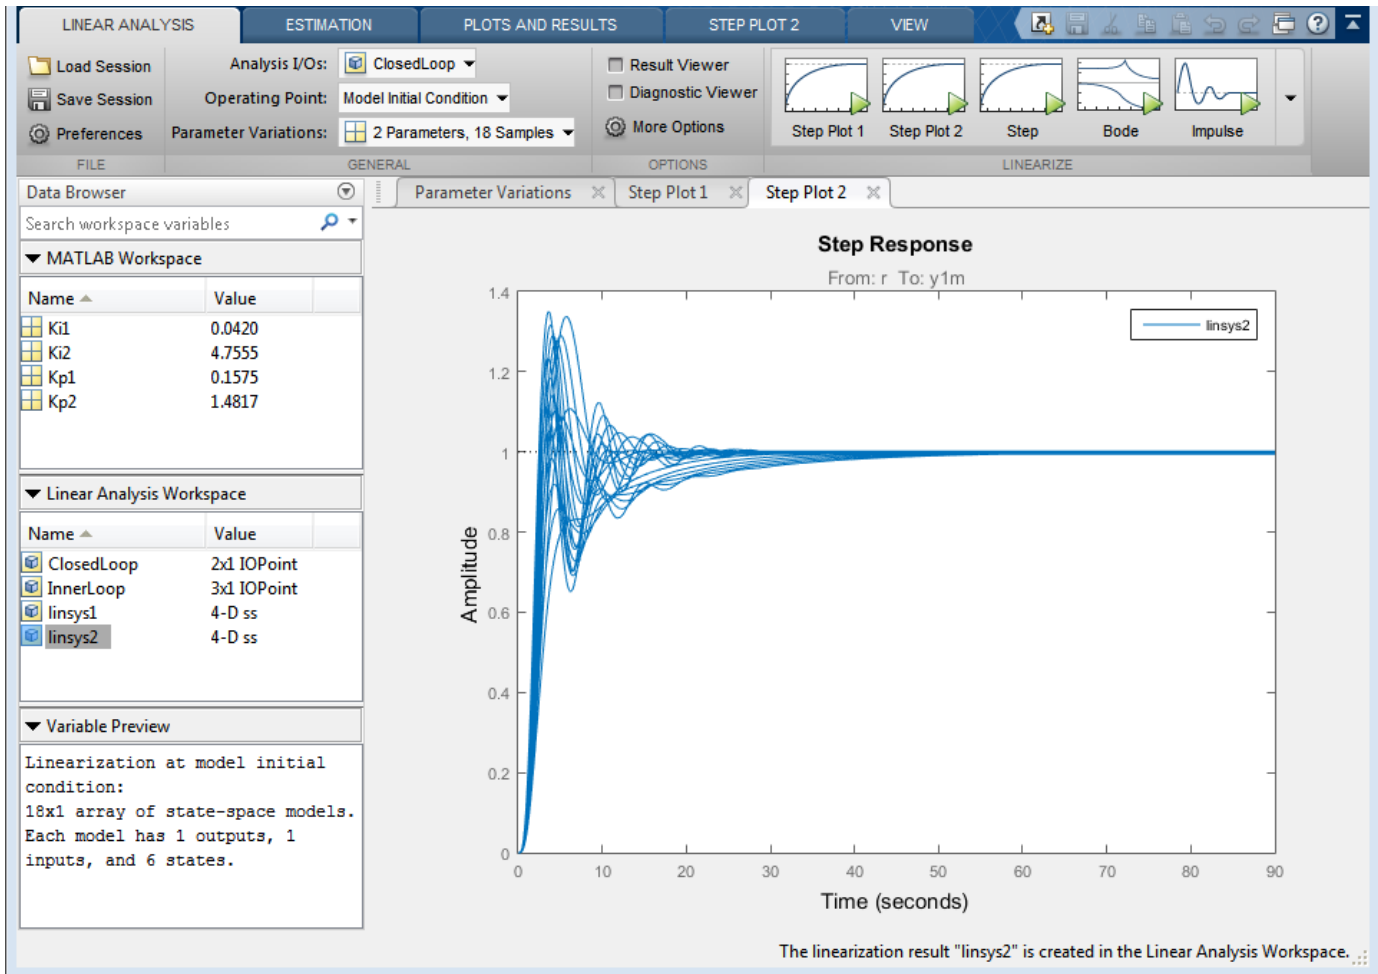 LINEAR ANALYSIS ESTIMATION PLOTS AND RESULTS STEP PLOT 2 VIEW
Load Session
Save Session
Preferences
FILE
Analysis I/Os: ClosedLoop
Operating Point: Model Initial Condition
Parameter Variations: 2 Parameters, 18 Samples
GENERAL
Result Viewer
Diagnostic Viewer
More Options
OPTIONS
Step Plot 1 Step Plot 2 Step Bode Impulse
LINEARIZE
Data Browser
Search workspace variables
MATLAB Workspace
Name Value
Ki1 0.0420
Ki2 4.7555
Kp1 0.1575
Kp2 1.4817
Linear Analysis Workspace
Name Value
ClosedLoop 2x1 IOPoint
InnerLoop 3x1 IOPoint
linsys1 4-D ss
linsys2 4-D ss
Variable Preview
Linearization at model initial
condition:
18x1 array of state-space models.
Each model has 1 outputs, 1
inputs, and 6 states.
Parameter Variations Step Plot 1 Step Plot 2
Step Response
From: r To: y1m
linsys2
Amplitude
1.4
1.2
1
0.8
0.6
0.4
0.2
0
0 10 20 30 40 50 60 70 80 90
Time (seconds)
The linearization result "linsys2" is created in the Linear Analysis Workspace.